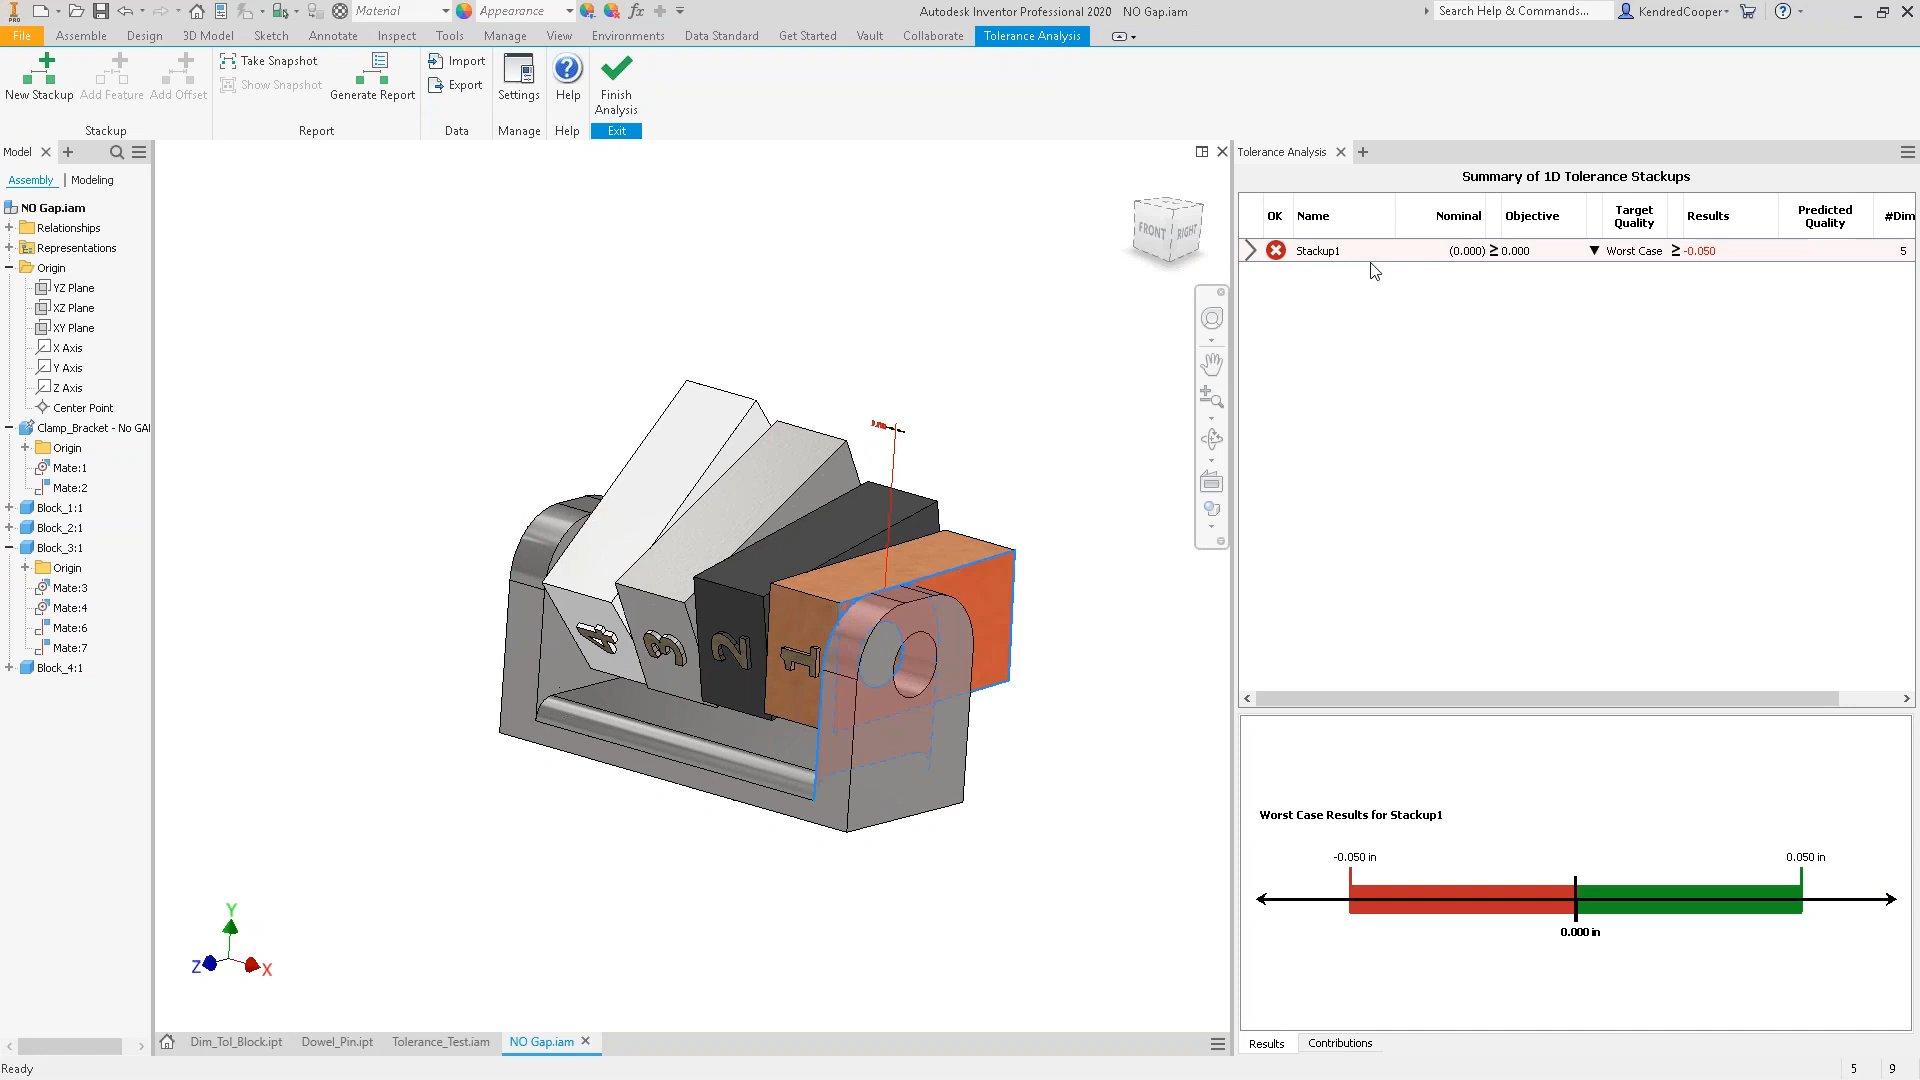 Material
Appearance
fx
Autodesk Inventor Professional 2020 NO Gap.iam
Search Help & Commands...
KendredCooper
PRO
File Assemble Design 3D Model Sketch Annotate Inspect Tools Manage View Environments Data Standard Get Started Vault Collaborate Tolerance Analysis
New Stackup
Add Feature
Add Offset
Stackup
Take Snapshot
Show Snapshot
Generate Report
Report
Import
Export
Data
Settings
Manage
Help
Help
Finish
Analysis
Exit
Model
Assembly | Modeling
NO Gap.iam
Relationships
Representations
Origin
YZ Plane
XZ Plane
XY Plane
X Axis
Y Axis
Z Axis
Center Point
Clamp_Bracket - No GA
Origin
Mate:1
Mate:2
Block_1:1
Block_2:1
Block_3:1
Origin
Mate:3
Mate:4
Mate:6
Mate:7
Block_4:1
FRONT
RIGHT
4
3
2
1
Y
Z
X
Tolerance Analysis
Summary of 1D Tolerance Stackups
OK Name Nominal Objective Target Quality Results Predicted Quality #Dim
Stackup1 (0.000) ≥ 0.000 Worst Case ≥ -0.050 5
Worst Case Results for Stackup1
-0.050 in
0.050 in
0.000 in
Results Contributions
Dim_Tol_Block.ipt Dowel_Pin.ipt Tolerance_Test.iam NO Gap.iam
Ready
5 9